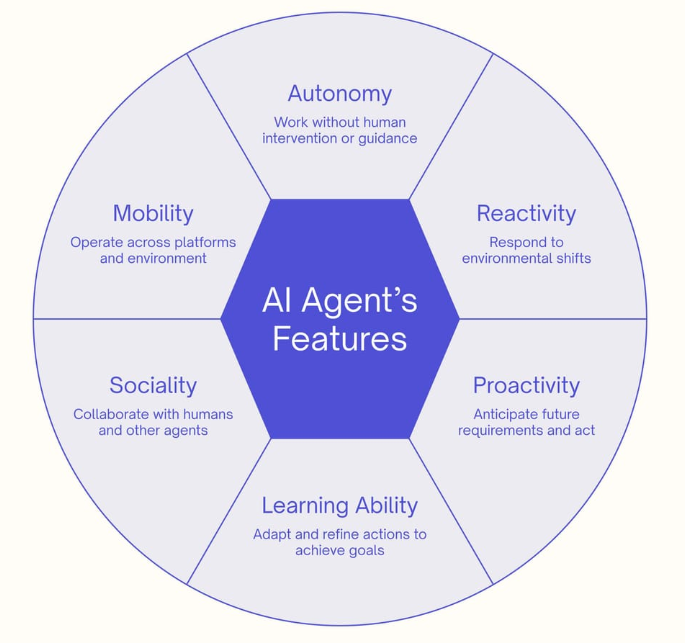 Autonomy
Work without human
intervention or guidance
Mobility
Operate across platforms
and environment
Reactivity
Respond to
environmental shifts
AI Agent’s
Features
Sociality
Collaborate with humans
and other agents
Proactivity
Anticipate future
requirements and act
Learning Ability
Adapt and refine actions to
achieve goals